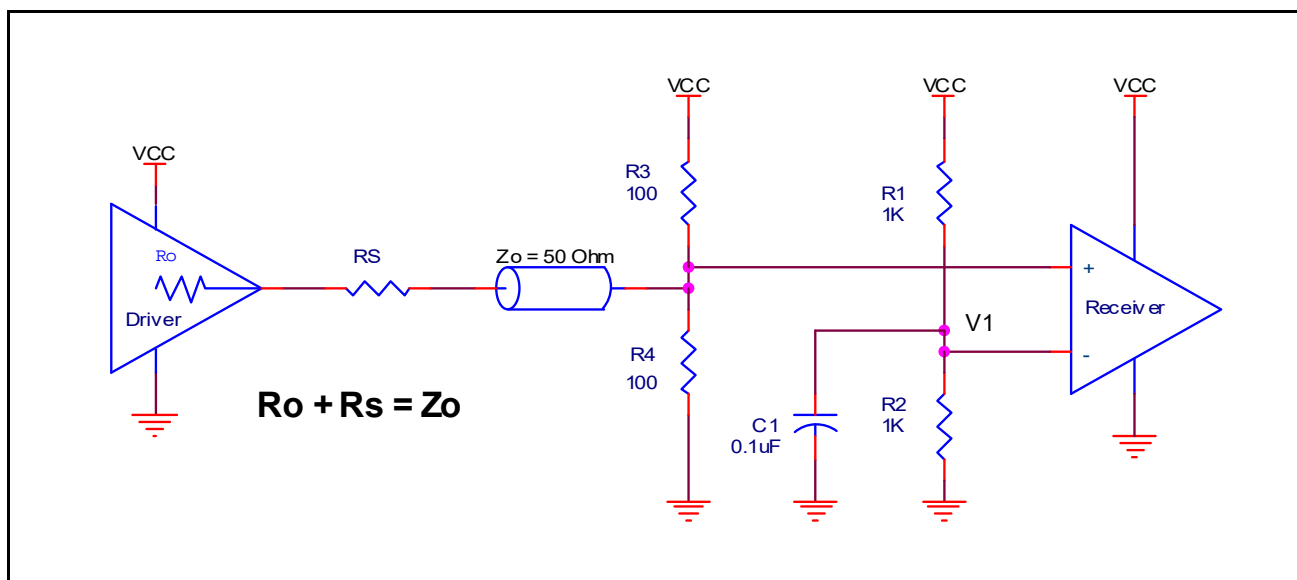 VCC
VCC
VCC
VCC
R3
100
R1
1K
Ro
RS
Zo = 50 Ohm
+
Driver
Receiver
V1
-
R4
100
Ro + Rs = Zo
C1
0.1uF
R2
1K